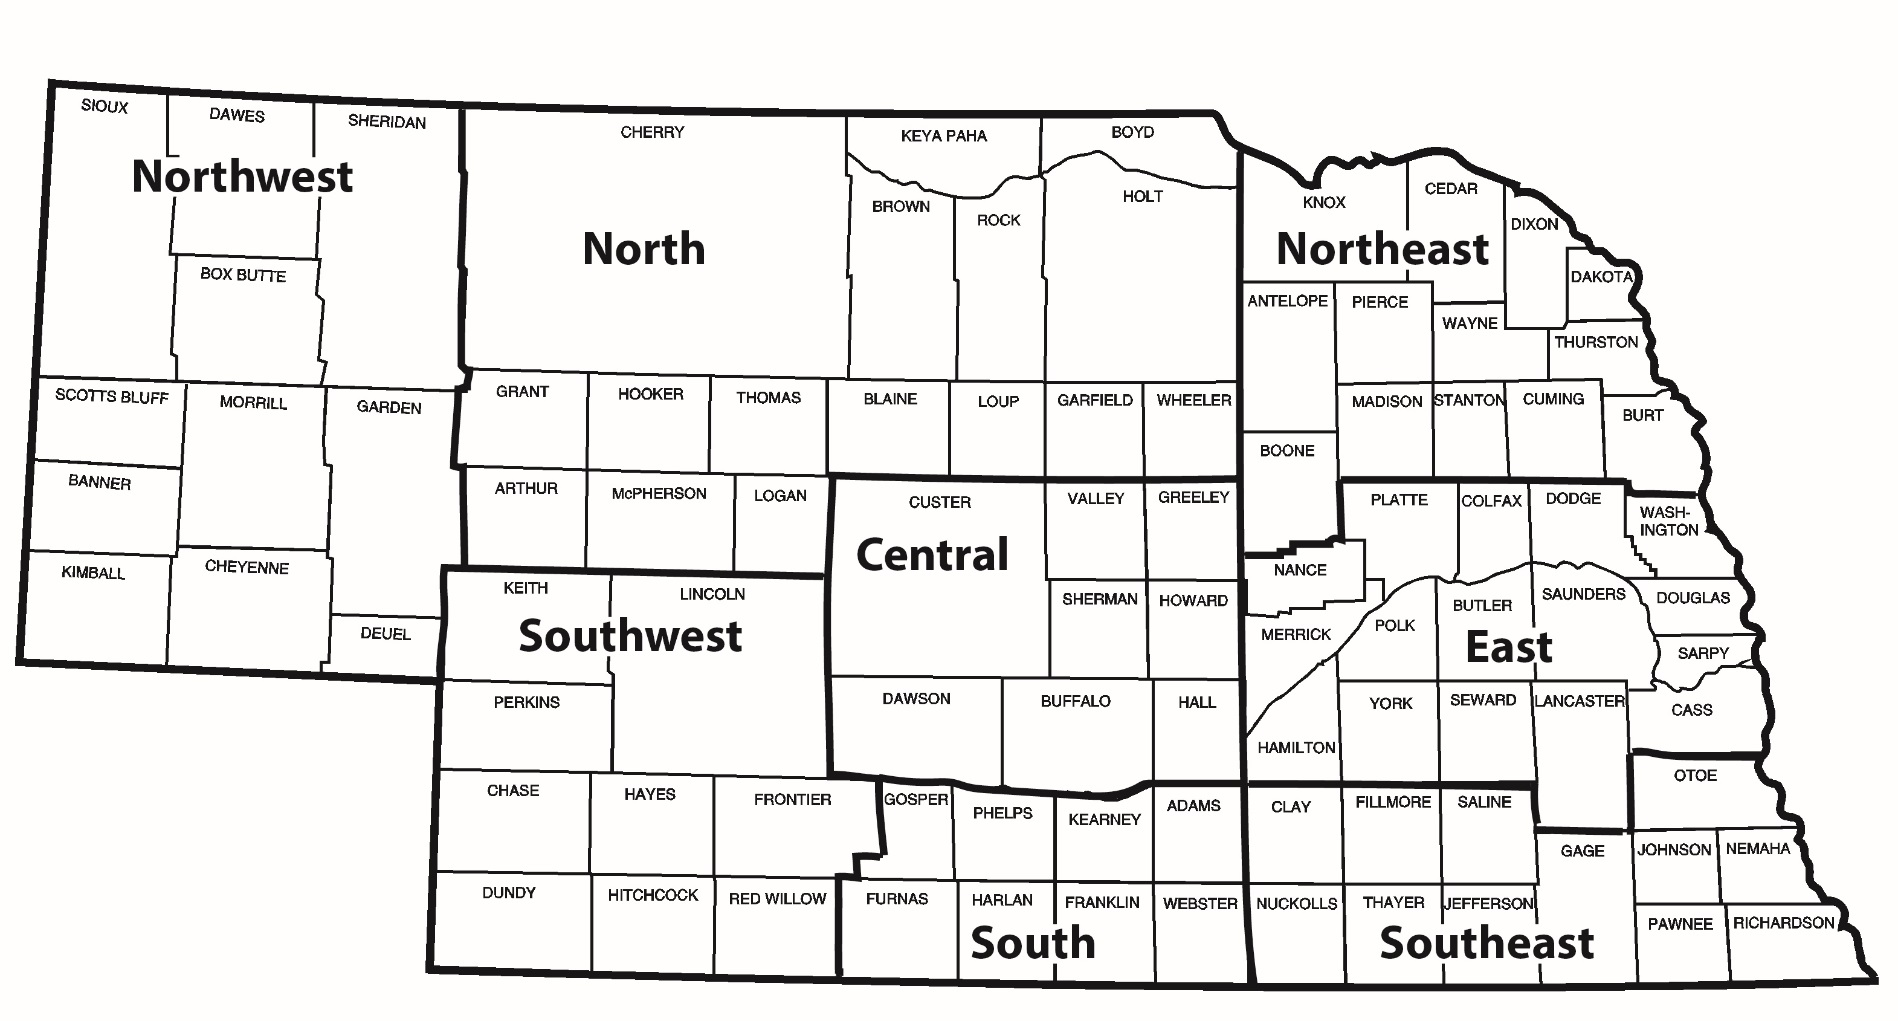 SIOUX
DAWES
SHERIDAN
CHERRY
KEYA PAHA
BOYD
Northwest
BROWN
ROCK
HOLT
KNOX
CEDAR
DIXON
North
Northeast
BOX BUTTE
DAKOTA
ANTELOPE
PIERCE
WAYNE
THURSTON
SCOTTS BLUFF
MORRILL
GARDEN
GRANT
HOOKER
THOMAS
BLAINE
LOUP
GARFIELD
WHEELER
MADISON
STANTON
CUMING
BURT
BOONE
BANNER
ARTHUR
McPHERSON
LOGAN
CUSTER
VALLEY
GREELEY
PLATTE
COLFAX
DODGE
WASH-
INGTON
Central
KIMBALL
CHEYENNE
NANCE
KEITH
LINCOLN
SHERMAN
HOWARD
BUTLER
SAUNDERS
DOUGLAS
DEUEL
Southwest
MERRICK
POLK
East
SARPY
PERKINS
DAWSON
BUFFALO
HALL
YORK
SEWARD
LANCASTER
CASS
HAMILTON
OTOE
CHASE
HAYES
FRONTIER
GOSPER
PHELPS
KEARNEY
ADAMS
CLAY
FILLMORE
SALINE
GAGE
JOHNSON
NEMAHA
DUNDY
HITCHCOCK
RED WILLOW
FURNAS
HARLAN
FRANKLIN
WEBSTER
NUCKOLLS
THAYER
JEFFERSON
PAWNEE
RICHARDSON
South
Southeast